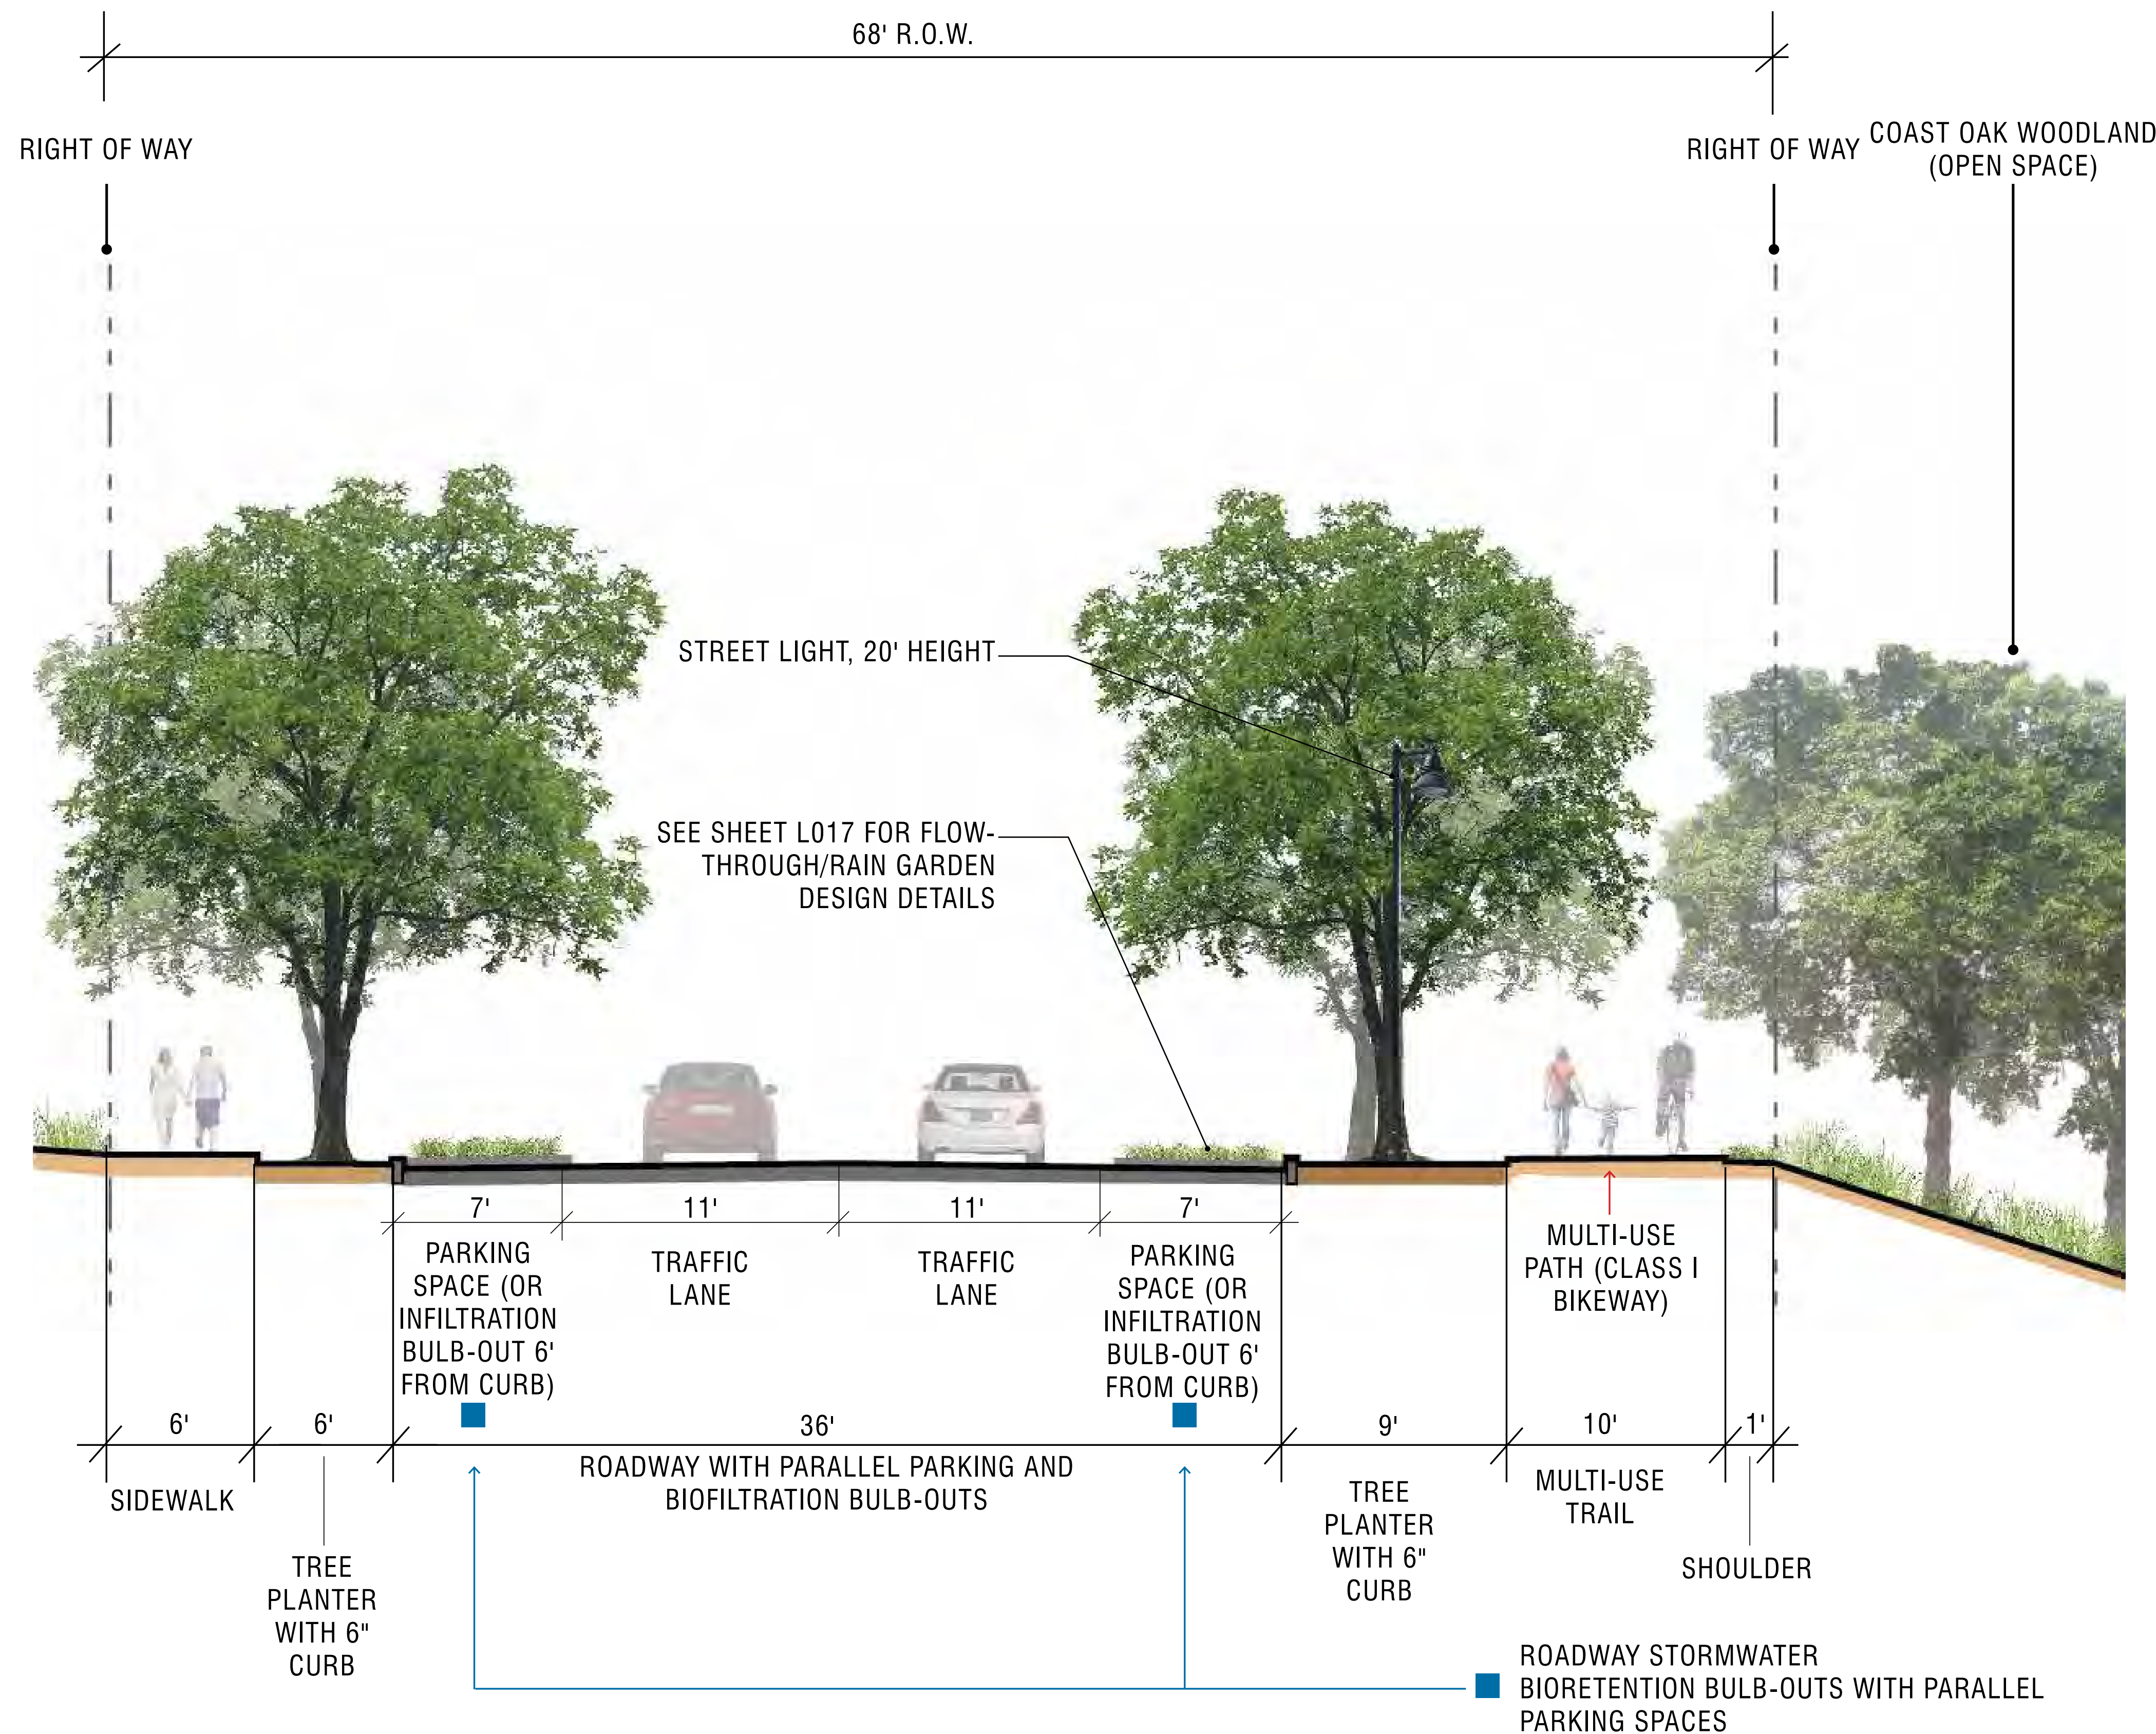 68' R.O.W.
RIGHT OF WAY
RIGHT OF WAY
COAST OAK WOODLAND
(OPEN SPACE)
STREET LIGHT, 20' HEIGHT
SEE SHEET L017 FOR FLOW-
THROUGH/RAIN GARDEN
DESIGN DETAILS
7'
11'
11'
7'
PARKING
SPACE (OR
INFILTRATION
BULB-OUT 6'
FROM CURB)
TRAFFIC
LANE
TRAFFIC
LANE
PARKING
SPACE (OR
INFILTRATION
BULB-OUT 6'
FROM CURB)
MULTI-USE
PATH (CLASS I
BIKEWAY)
6'
6'
36'
9'
10'
1'
SIDEWALK
TREE
PLANTER
WITH 6"
CURB
ROADWAY WITH PARALLEL PARKING AND
BIOFILTRATION BULB-OUTS
TREE
PLANTER
WITH 6"
CURB
MULTI-USE
TRAIL
SHOULDER
ROADWAY STORMWATER
BIORETENTION BULB-OUTS WITH PARALLEL
PARKING SPACES